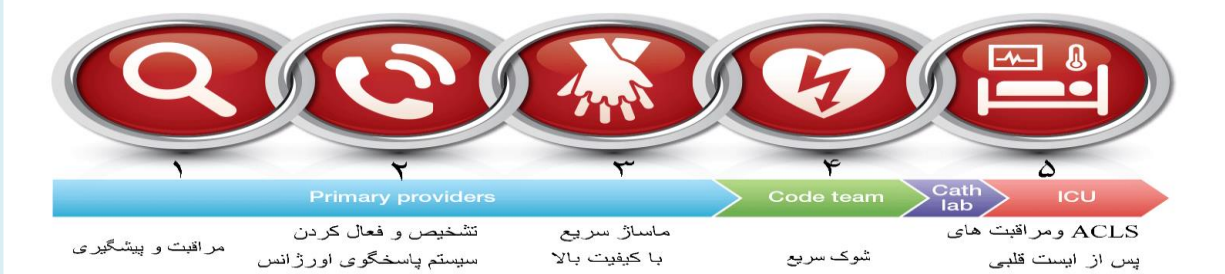 ۱ ۲ ۳ ۴ ۵
Primary providers
Code team
Cath
lab
ICU
مراقبت و پیشگیری
تشخیص و فعال کردن
سیستم پاسخگوی اورژانس
ماساژ سریع
با کیفیت بالا
شوک سریع
ACLS ومراقبت های
پس از ایست قلبی